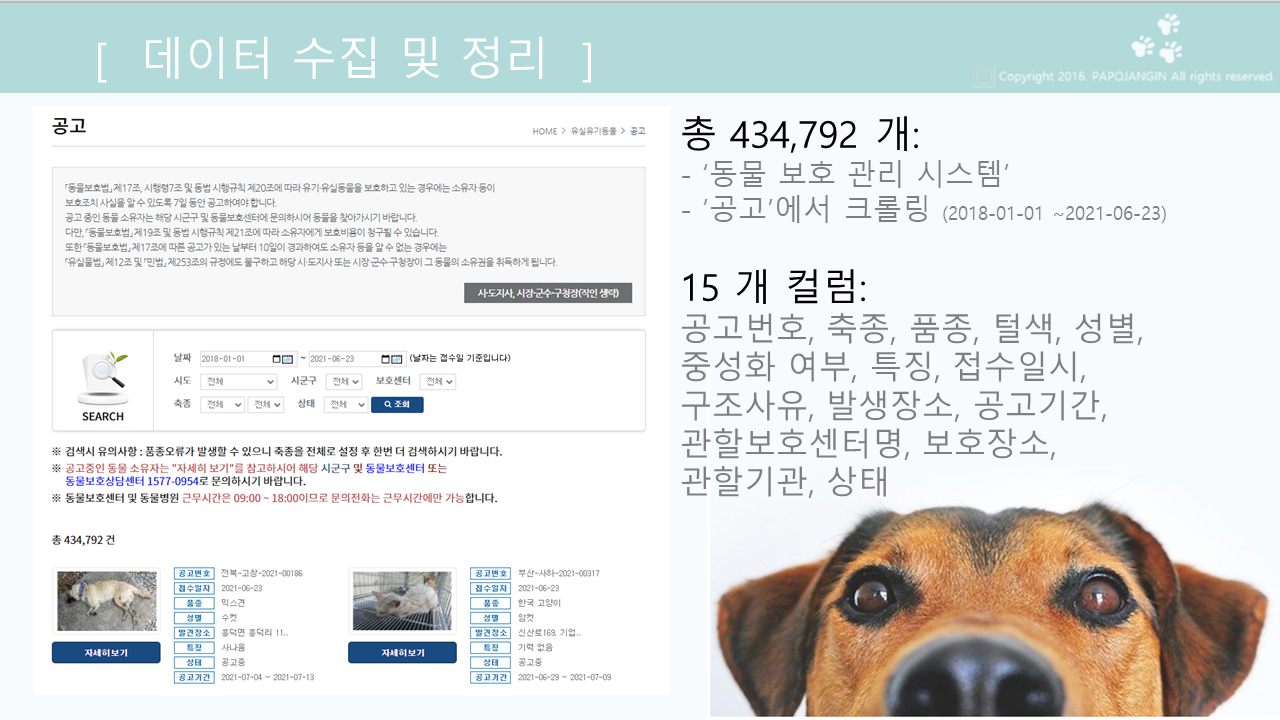 [ 데이터 수집 및 정리 ]
Copyright 2016. PAPOJANGIN All rights reserved.
공고
HOME > 유실유기동물 > 공고
「동물보호법」 제17조, 시행령7조 및 동법 시행규칙 제20조에 따라 유기·유실동물을 보호하고 있는 경우에는 소유자 등이
보호조치 사실을 알 수 있도록 7일 동안 공고하여야 합니다.
공고 중인 동물 소유자는 해당 시군구 및 동물보호센터에 문의하시어 동물을 찾아가시기 바랍니다.
다만, 「동물보호법」 제19조 및 동법 시행규칙 제21조에 따라 소유자에게 보호비용이 청구될 수 있습니다.
또한 「동물보호법」 제17조에 따른 공고가 있는 날부터 10일이 경과하여도 소유자 등을 알 수 없는 경우에는
「유실물법」 제12조 및 「민법」 제253조의 규정에도 불구하고 해당 시·도지사 또는 시장·군수·구청장이 그 동물의 소유권을 취득하게 됩니다.
시·도지사, 시장·군수·구청장(직인 생략)
SEARCH
날짜 2018-01-01 ~ 2021-06-23 (날짜는 접수일 기준입니다)
시도 전체 시군구 전체 보호센터 전체
축종 전체 전체 상태 전체 조회
※ 검색시 유의사항 : 품종오류가 발생할 수 있으니 축종을 전체로 설정 후 한번 더 검색하시기 바랍니다.
※ 공고중인 동물 소유자는 "자세히 보기"를 참고하시어 해당 시군구 및 동물보호센터 또는
동물보호상담센터 1577-0954로 문의하시기 바랍니다.
※ 동물보호센터 및 동물병원 근무시간은 09:00 ~ 18:00이므로 문의전화는 근무시간에만 가능합니다.
총 434,792 건
공고번호 전북-고창-2021-00186
접수일자 2021-06-23
품종 믹스견
성별 수컷
발견장소 흥덕면 흥덕리 11..
특징 사나움
상태 공고중
공고기간 2021-07-04 ~ 2021-07-13
자세히보기
공고번호 부산-사하-2021-00317
접수일자 2021-06-23
품종 한국 고양이
성별 암컷
발견장소 신산로169, 기업..
특징 기력 없음
상태 공고중
공고기간 2021-06-29 ~ 2021-07-09
자세히보기
총 434,792 개:
- ‘동물 보호 관리 시스템’
- ’공고’에서 크롤링 (2018-01-01 ~2021-06-23)
15 개 컬럼:
공고번호, 축종, 품종, 털색, 성별,
중성화 여부, 특징, 접수일시,
구조사유, 발생장소, 공고기간,
관할보호센터명, 보호장소,
관할기관, 상태